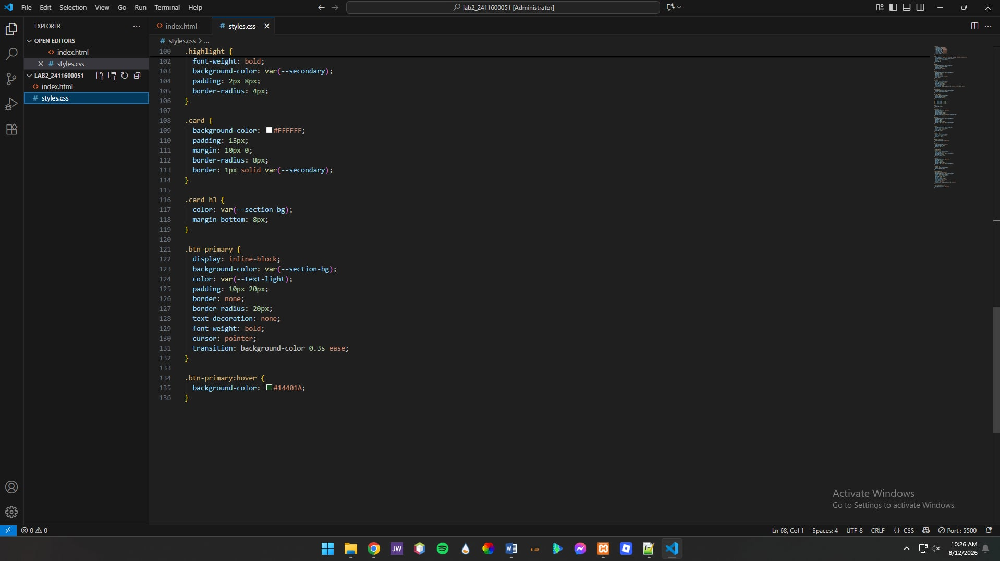 File Edit Selection View Go Run Terminal Help
lab2_2411600051 [Administrator]
EXPLORER
OPEN EDITORS
index.html
styles.css
LAB2_2411600051
index.html
styles.css
index.html
styles.css
styles.css > ...
100 .highlight {
102 font-weight: bold;
103 background-color: var(--secondary);
104 padding: 2px 8px;
105 border-radius: 4px;
106 }
107
108 .card {
109 background-color: #FFFFFF;
110 padding: 15px;
111 margin: 10px 0;
112 border-radius: 8px;
113 border: 1px solid var(--secondary);
114 }
115
116 .card h3 {
117 color: var(--section-bg);
118 margin-bottom: 8px;
119 }
120
121 .btn-primary {
122 display: inline-block;
123 background-color: var(--section-bg);
124 color: var(--text-light);
125 padding: 10px 20px;
126 border: none;
127 border-radius: 20px;
128 text-decoration: none;
129 font-weight: bold;
130 cursor: pointer;
131 transition: background-color 0.3s ease;
132 }
133
134 .btn-primary:hover {
135 background-color: #14401A;
136 }
Activate Windows
Go to Settings to activate Windows.
0 0
Ln 68, Col 1 Spaces: 4 UTF-8 CRLF {} CSS Port : 5500
JW
10:26 AM
8/12/2026